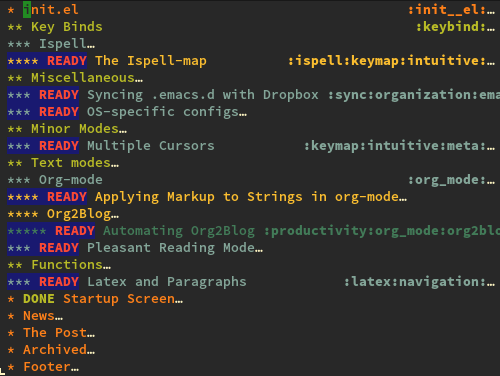 * init.el :init__el:…
** Key Binds :keybind:…
*** Ispell…
**** READY The Ispell-map :ispell:keymap:intuitive:…
** Miscellaneous…
*** READY Syncing .emacs.d with Dropbox :sync:organization:ema
*** READY OS-specific configs…
** Minor Modes…
*** READY Multiple Cursors :keymap:intuitive:meta:…
** Text modes…
*** Org-mode :org_mode:…
**** READY Applying Markup to Strings in org-mode…
**** Org2Blog…
***** READY Automating Org2Blog :productivity:org_mode:org2blo
*** READY Pleasant Reading Mode…
** Functions…
*** READY Latex and Paragraphs :latex:navigation:…
* DONE Startup Screen…
* News…
* The Post…
* Archived…
* Footer…